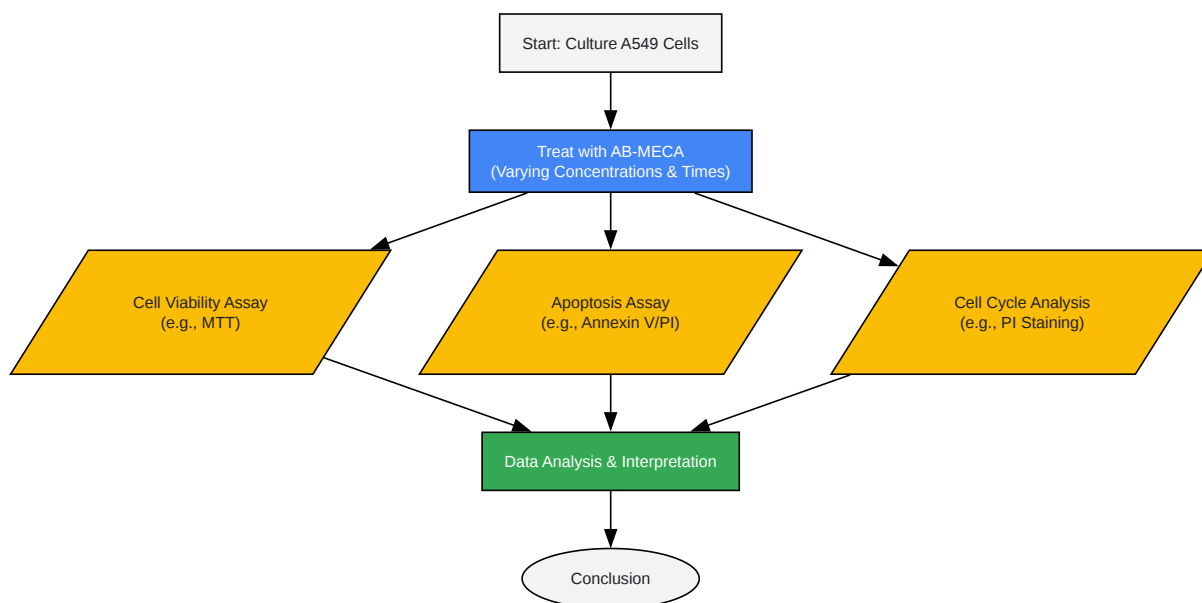 Start: Culture A549 Cells
Treat with AB-MECA
(Varying Concentrations & Times)
Cell Viability Assay
(e.g., MTT)
Apoptosis Assay
(e.g., Annexin V/PI)
Cell Cycle Analysis
(e.g., PI Staining)
Data Analysis & Interpretation
Conclusion